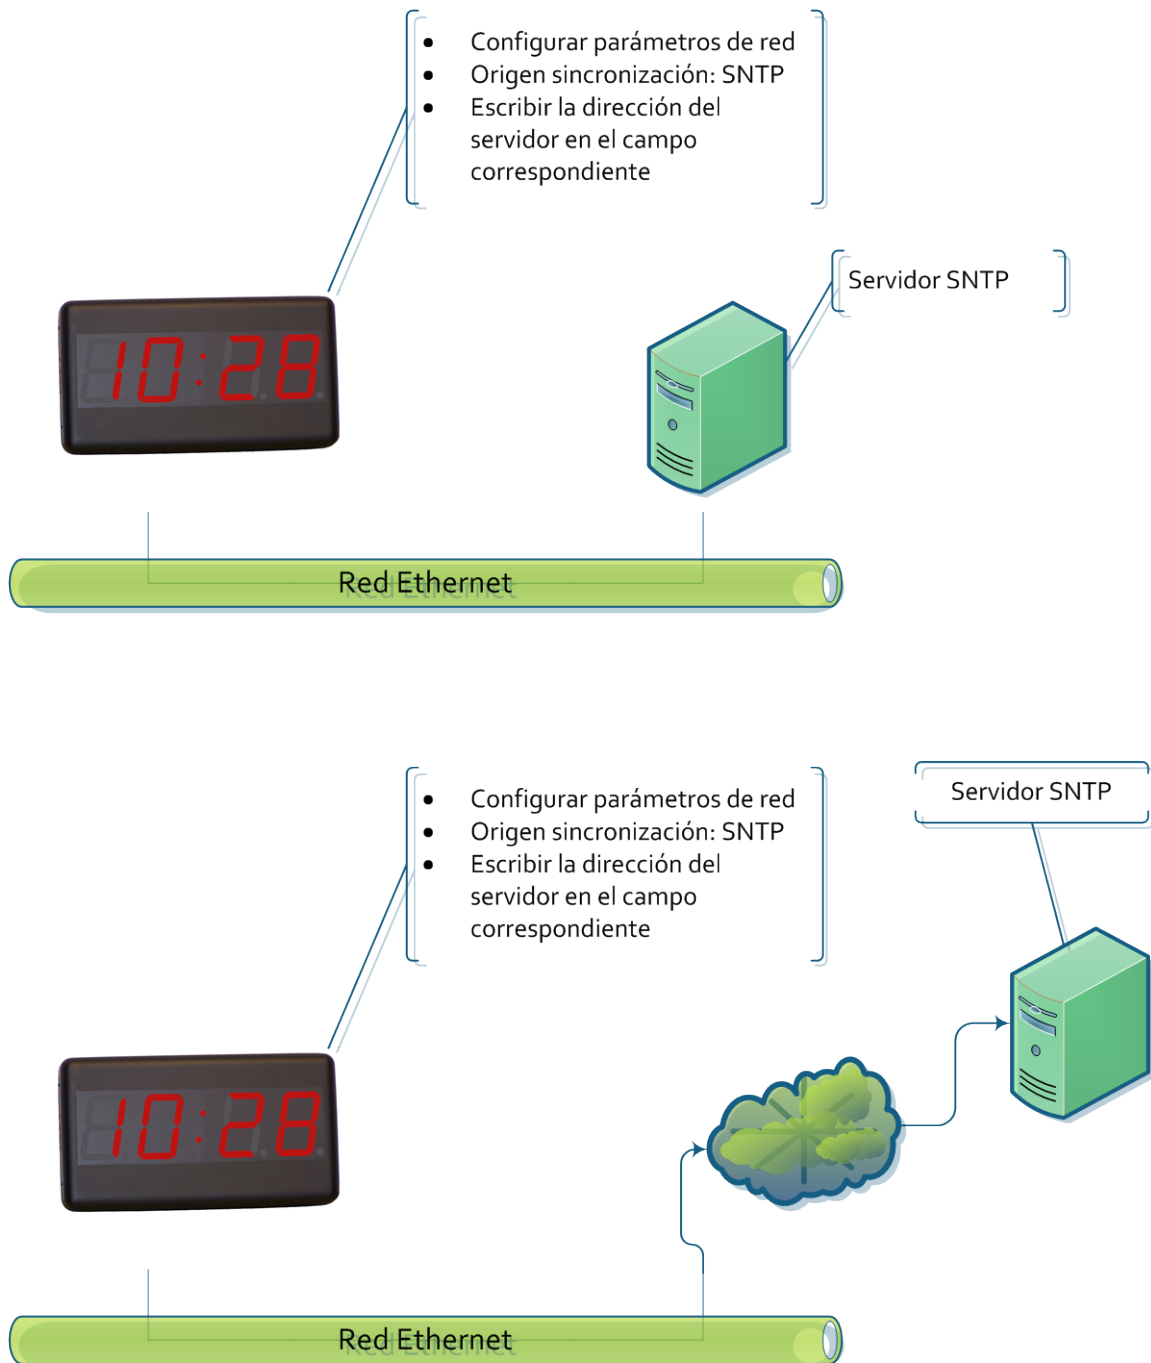 • Configurar parámetros de red
• Origen sincronización: SNTP
• Escribir la dirección del
servidor en el campo
correspondiente
Servidor SNTP
10:28
Red Ethernet
• Configurar parámetros de red
• Origen sincronización: SNTP
• Escribir la dirección del
servidor en el campo
correspondiente
Servidor SNTP
10:28
Red Ethernet